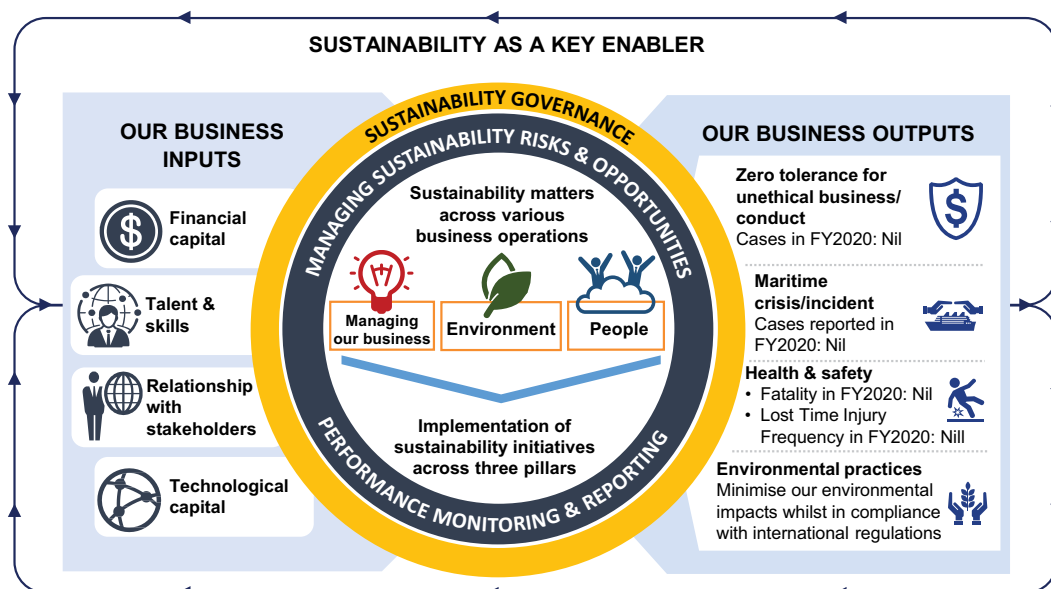 SUSTAINABILITY AS A KEY ENABLER
OUR BUSINESS
INPUTS
Financial
capital
Talent &
skills
Relationship
with
stakeholders
Technological
capital
SUSTAINABILITY GOVERNANCE
MANAGING SUSTAINABILITY RISKS & OPPORTUNITIES
Sustainability matters
across various
business operations
Managing
our business
Environment
People
Implementation of
sustainability initiatives
across three pillars
PERFORMANCE MONITORING & REPORTING
OUR BUSINESS OUTPUTS
Zero tolerance for
unethical business/
conduct
Cases in FY2020: Nil
Maritime
crisis/incident
Cases reported in
FY2020: Nil
Health & safety
• Fatality in FY2020: Nil
• Lost Time Injury
Frequency in FY2020: Nill
Environmental practices
Minimise our environmental
impacts whilst in compliance
with international regulations